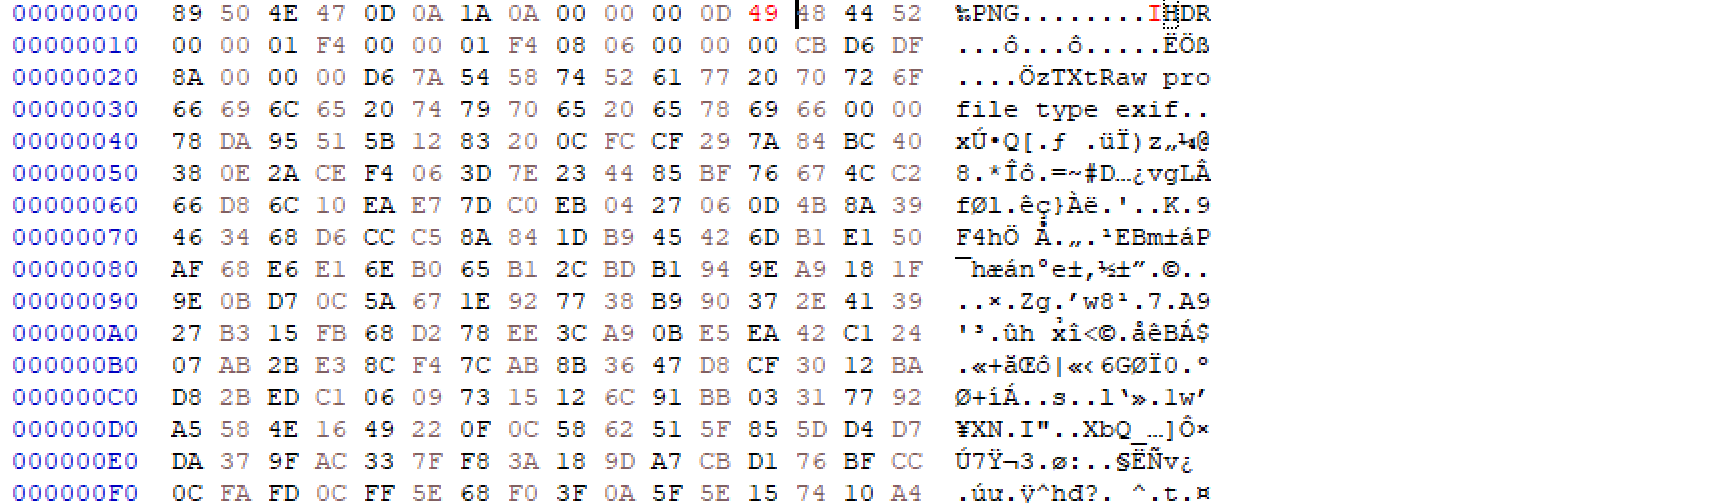 00000000 89 50 4E 47 0D 0A 1A 0A 00 00 00 0D 49 48 44 52 ‰PNG........IHDR
00000010 00 00 01 F4 00 00 01 F4 08 06 00 00 00 CB D6 DF ...ô...ô.....ËÖß
00000020 8A 00 00 00 D6 7A 54 58 74 52 61 77 20 70 72 6F ....ÖzTXtRaw pro
00000030 66 69 6C 65 20 74 79 70 65 20 65 78 69 66 00 00 file type exif..
00000040 78 DA 95 51 5B 12 83 20 0C FC CF 29 7A 84 BC 40 xÚ•Q[.ƒ .üÏ)z„¼@
00000050 38 0E 2A CE F4 06 3D 7E 23 44 85 BF 76 67 4C C2 8.*Îô.=~#D…¿vgLÂ
00000060 66 D8 6C 10 EA E7 7D C0 EB 04 27 06 0D 4B 8A 39 fØl.êç}Àë.'..K.9
00000070 46 34 68 D6 CC C5 8A 84 1D B9 45 42 6D B1 E1 50 F4hÖ Å.„.¹EBm±áP
00000080 AF 68 E6 E1 6E B0 65 B1 2C BD B1 94 9E A9 18 1F ¯hæán°e±,½±”.©..
00000090 9E 0B D7 0C 5A 67 1E 92 77 38 B9 90 37 2E 41 39 ..×.Zg.’w8¹.7.A9
000000A0 27 B3 15 FB 68 D2 78 EE 3C A9 0B E5 EA 42 C1 24 '³.ûh xî<©.åêBÁ$
000000B0 07 AB 2B E3 8C F4 7C AB 8B 36 47 D8 CF 30 12 BA .«+ãŒô|«‹6GØÏ0.º
000000C0 D8 2B ED C1 06 09 73 15 12 6C 91 BB 03 31 77 92 Ø+íÁ..s..l‘».1w’
000000D0 A5 58 4E 16 49 22 0F 0C 58 62 51 5F 85 5D D4 D7 ¥XN.I"..XbQ_…]Ô×
000000E0 DA 37 9F AC 33 7F F8 3A 18 9D A7 CB D1 76 BF CC Ú7Ÿ¬3.ø:..§ËÑv¿
000000F0 0C FA FD 0C FF 5E 68 F0 3F 0A 5F 5E 15 74 10 A4 .úý.ÿ^hð?. ^.t.¤